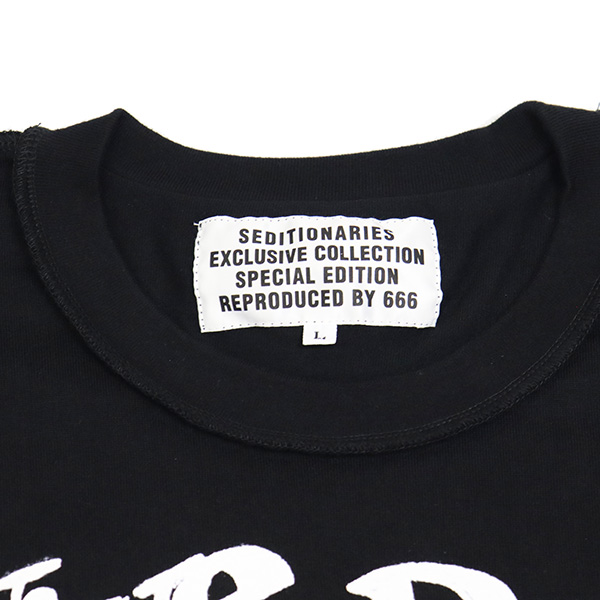 SEDITIONARIES
EXCLUSIVE COLLECTION
SPECIAL EDITION
REPRODUCED BY 666
L